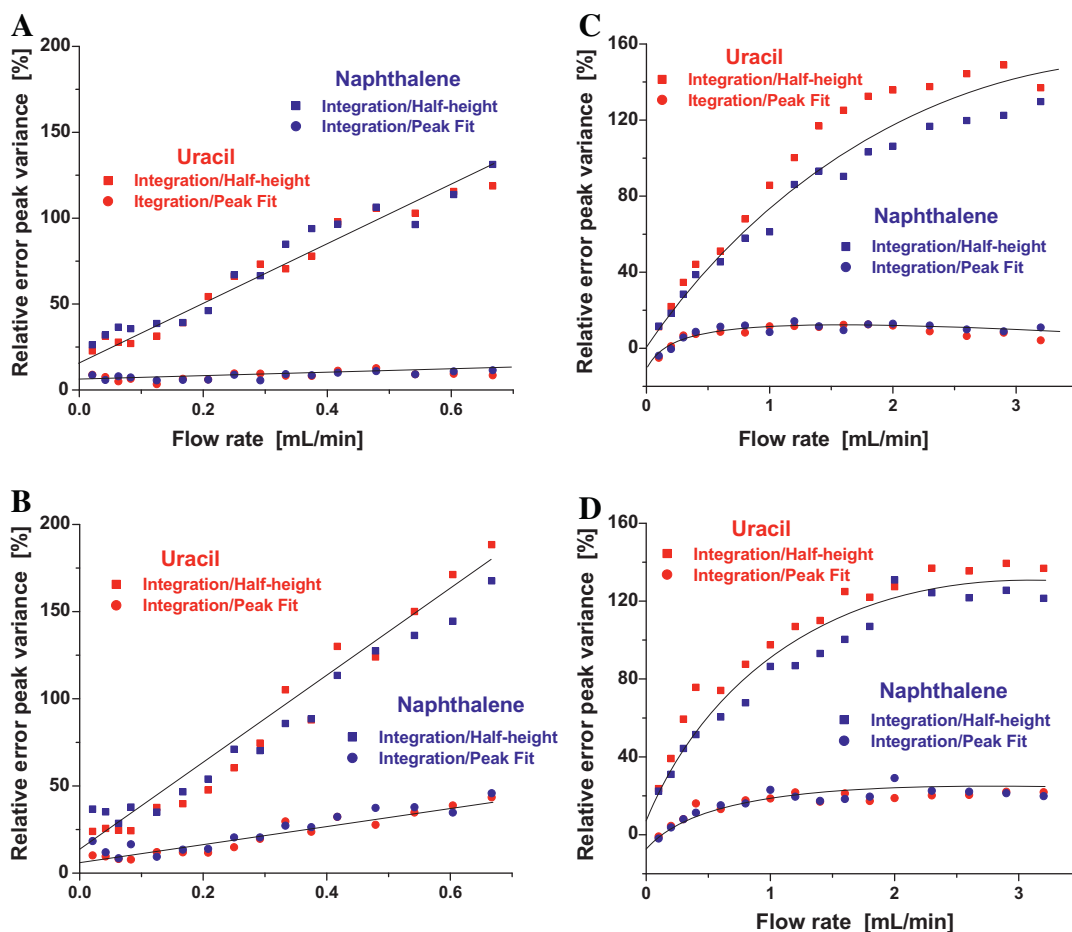 A
Relative error peak variance [%]
200
150
100
50
0
Naphthalene
Integration/Half-height
Integration/Peak Fit
Uracil
Integration/Half-height
Itegration/Peak Fit
0.0
0.2
0.4
0.6
Flow rate [mL/min]
C
Relative error peak variance [%]
160
120
80
40
0
Uracil
Integration/Half-height
Itegration/Peak Fit
Naphthalene
Integration/Half-height
Integration/Peak Fit
0
1
2
3
Flow rate [mL/min]
B
Relative error peak variance [%]
200
150
100
50
0
Uracil
Integration/Half-height
Integration/Peak Fit
Naphthalene
Integration/Half-height
Integration/Peak Fit
0.0
0.2
0.4
0.6
D
Relative error peak variance [%]
160
120
80
40
0
Uracil
Integration/Half-height
Integration/Peak Fit
Naphthalene
Integration/Half-height
Integration/Peak Fit
0
1
2
3
Flow rate [mL/min]